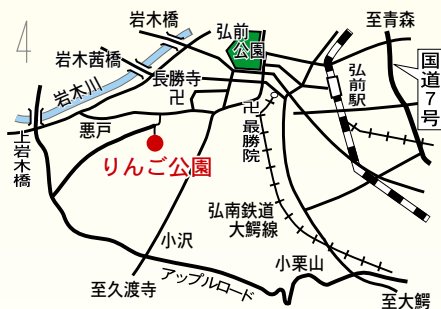 岩木橋
弘前
公園
至青森
岩木茜橋
長勝寺
卍
岩木川
弘前駅
国道7号
悪戸
卍最勝院
上岩木橋
りんご公園
弘南鉄道
大鰐線
小沢
小栗山
アップルロード
至久渡寺
至大鰐